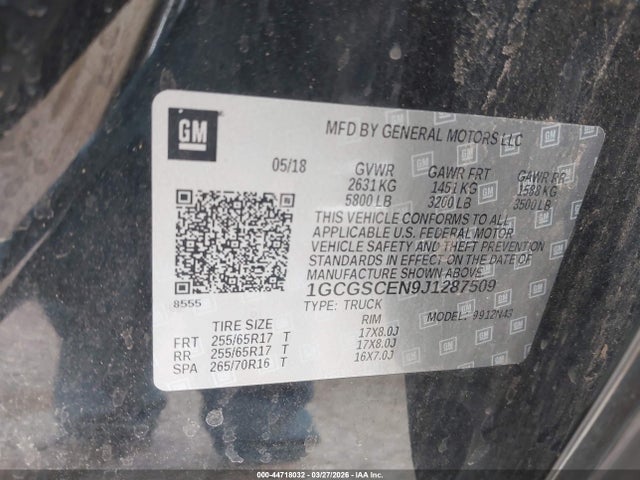 GM
MFD BY GENERAL MOTORS LLC
05/18 GVWR GAWR FRT GAWR RR
2631 KG 1451 KG 1588 KG
5800 LB 3200 LB 3500 LB
THIS VEHICLE CONFORMS TO ALL
APPLICABLE U.S. FEDERAL MOTOR
VEHICLE SAFETY AND THEFT PREVENTION
STANDARDS IN EFFECT ON THE DATE OF
MANUFACTURE SHOWN ABOVE.
8555
1GCGSCEN9J1287509
TYPE: TRUCK MODEL: 9912N43
TIRE SIZE RIM
FRT 255/65R17 T 17X8.0J
RR 255/65R17 T 17X8.0J
SPA 265/70R16 T 16X7.0J
000-44718032 - 03/27/2026 - IAAI.COM